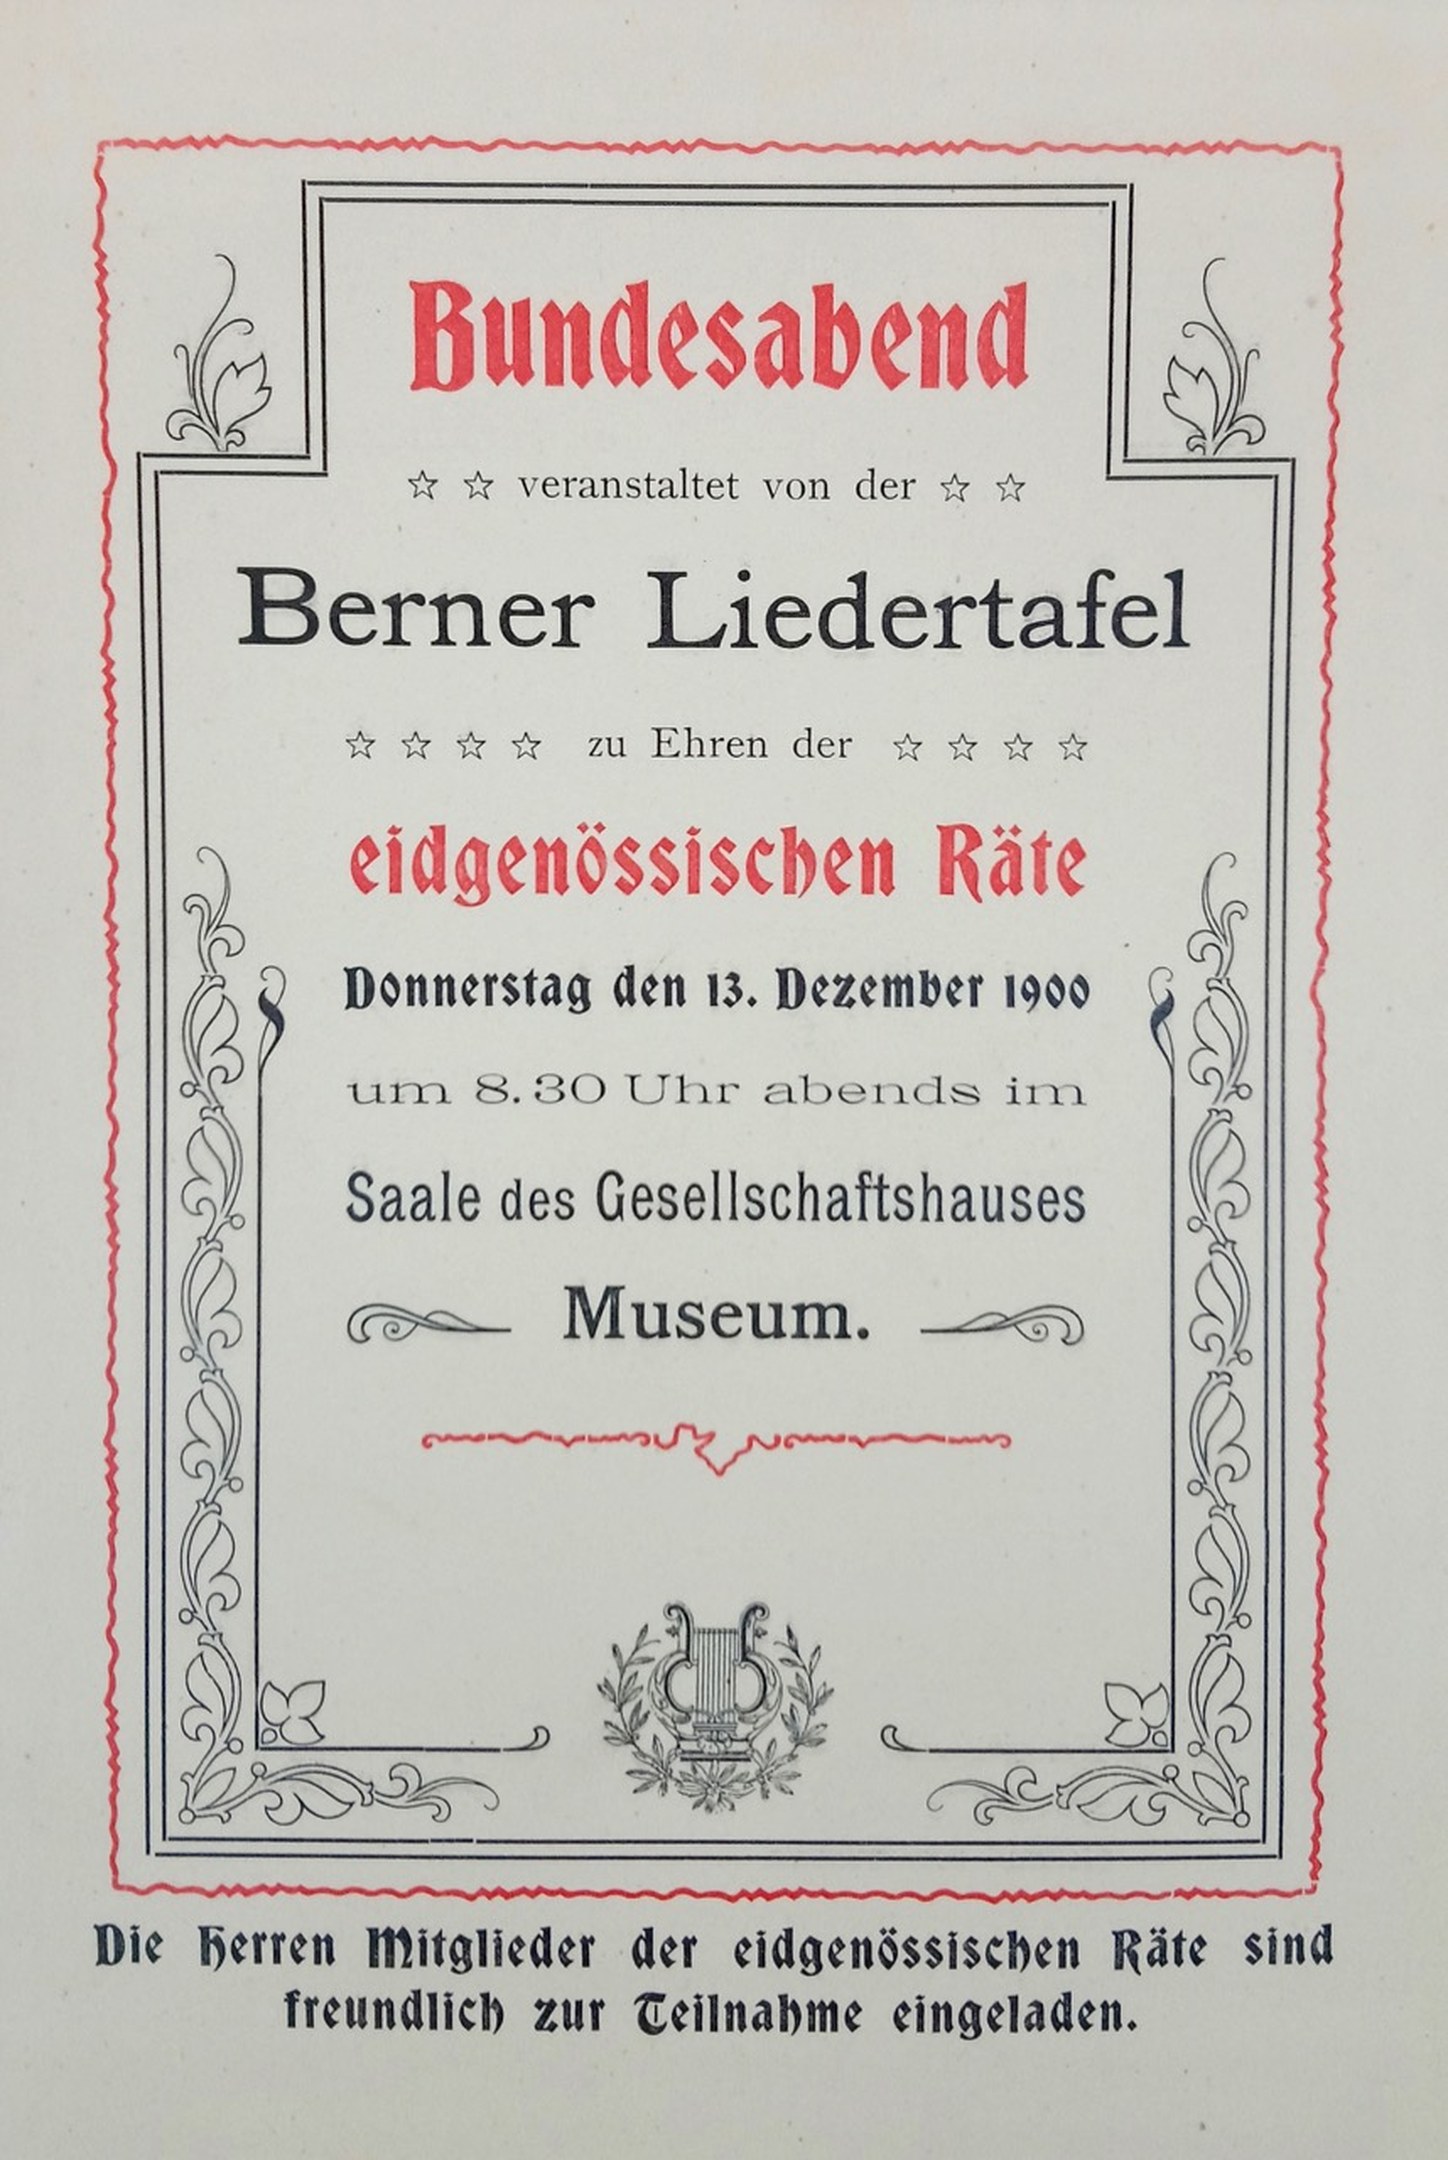 Bundesabend
☆ ☆ veranstaltet von der ☆ ☆
Berner Liedertafel
☆ ☆ ☆ ☆ zu Ehren der ☆ ☆ ☆ ☆
eidgenössischen Räte
Donnerstag den 13. Dezember 1900
um 8.30 Uhr abends im
Saale des Gesellschaftshauses
Museum.
Die Herren Mitglieder der eidgenössischen Räte sind
freundlich zur Teilnahme eingeladen.